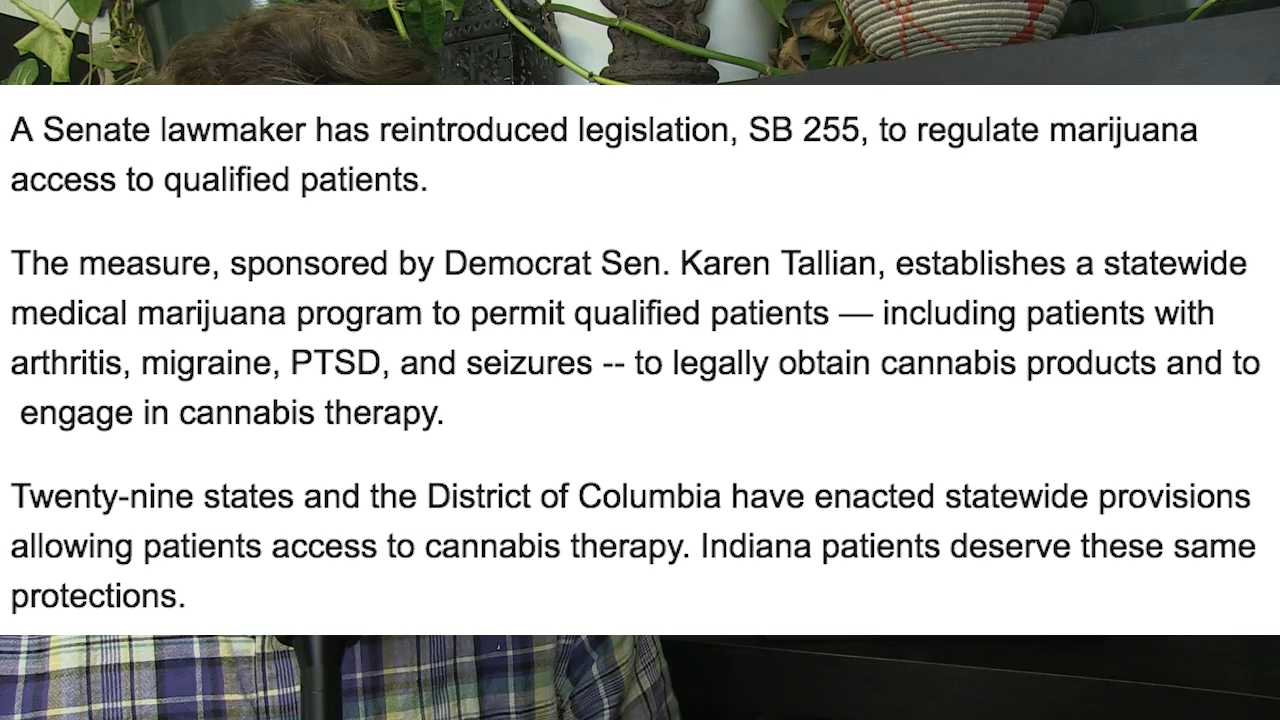 A Senate lawmaker has reintroduced legislation, SB 255, to regulate marijuana
access to qualified patients.
The measure, sponsored by Democrat Sen. Karen Tallian, establishes a statewide
medical marijuana program to permit qualified patients — including patients with
arthritis, migraine, PTSD, and seizures -- to legally obtain cannabis products and to
engage in cannabis therapy.
Twenty-nine states and the District of Columbia have enacted statewide provisions
allowing patients access to cannabis therapy. Indiana patients deserve these same
protections.